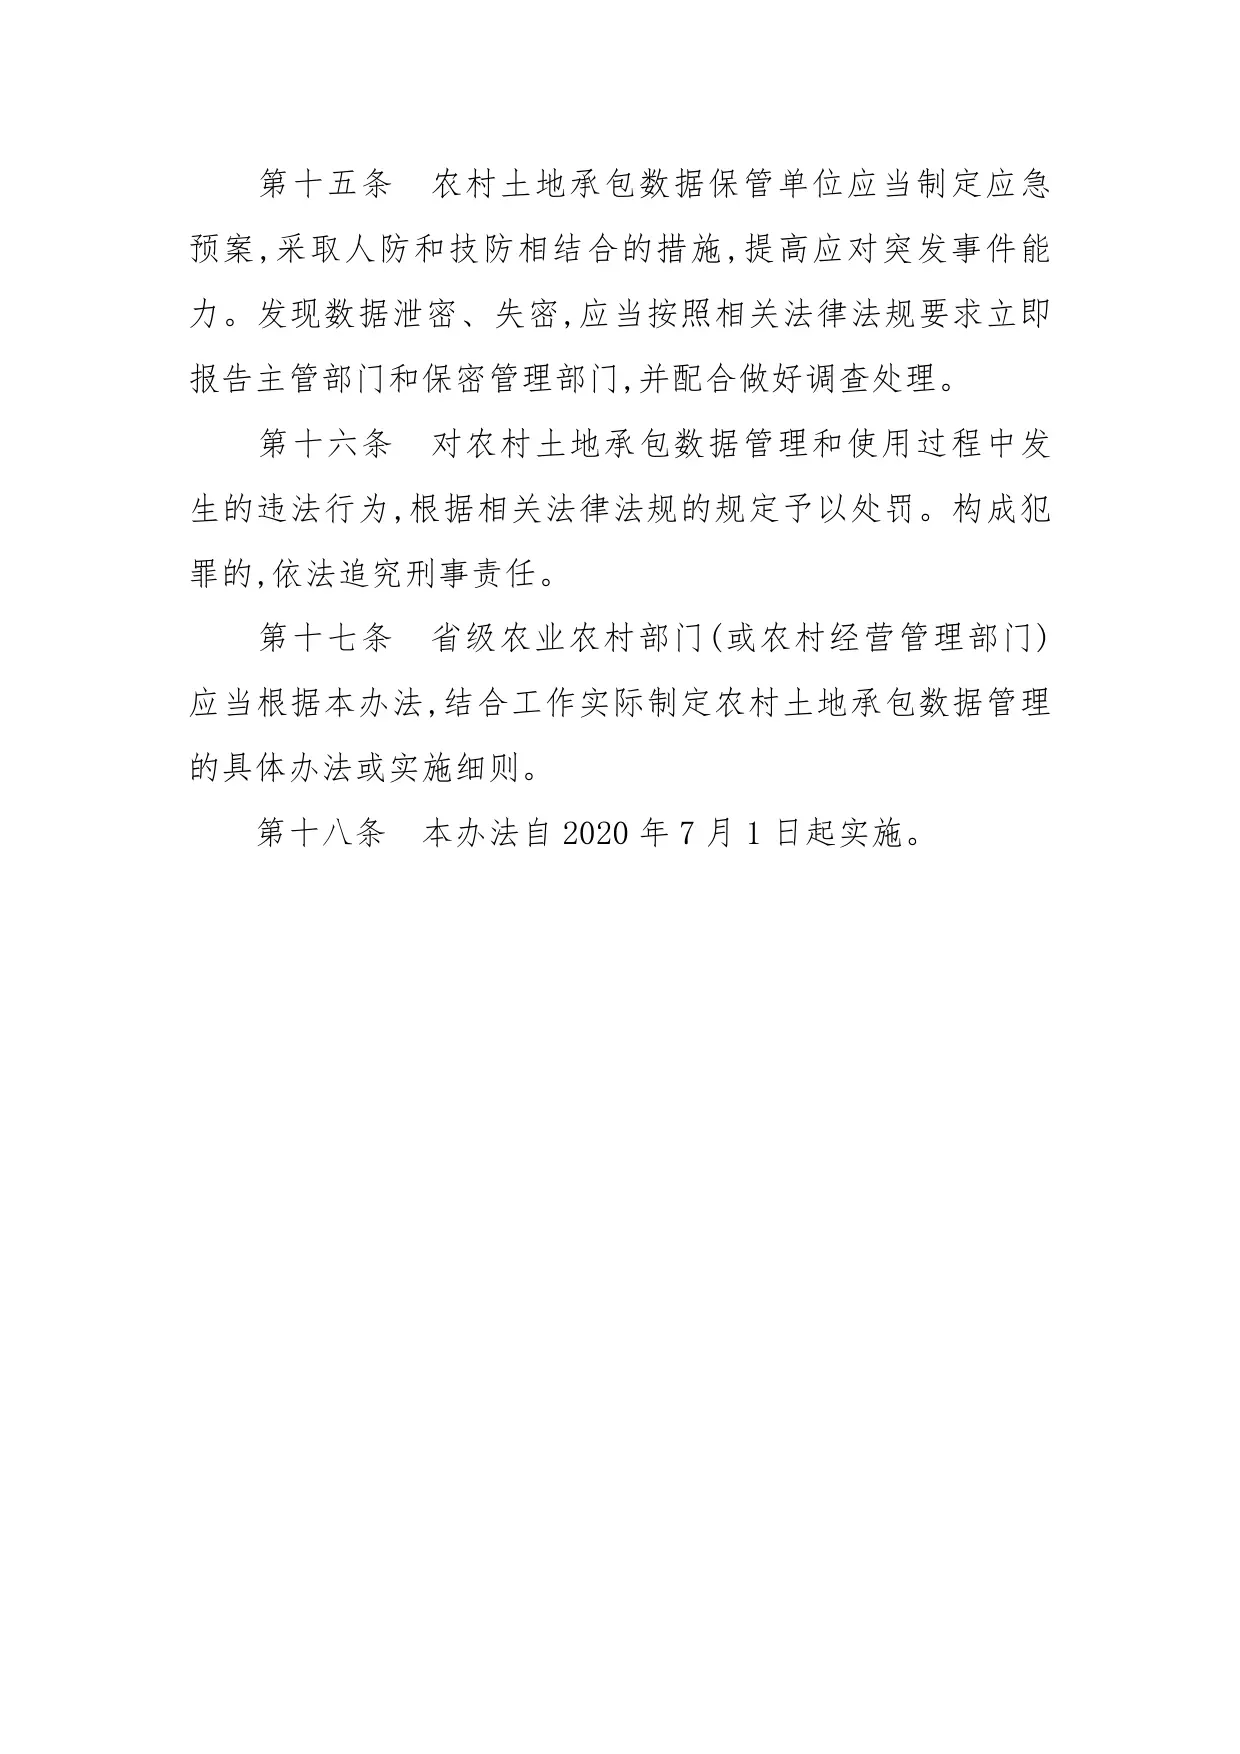 第十五条　农村土地承包数据保管单位应当制定应急
预案,采取人防和技防相结合的措施,提高应对突发事件能
力。发现数据泄密、失密,应当按照相关法律法规要求立即
报告主管部门和保密管理部门,并配合做好调查处理。
第十六条　对农村土地承包数据管理和使用过程中发
生的违法行为,根据相关法律法规的规定予以处罚。构成犯
罪的,依法追究刑事责任。
第十七条　省级农业农村部门(或农村经营管理部门)
应当根据本办法,结合工作实际制定农村土地承包数据管理
的具体办法或实施细则。
第十八条　本办法自 2020 年 7 月 1 日起实施。